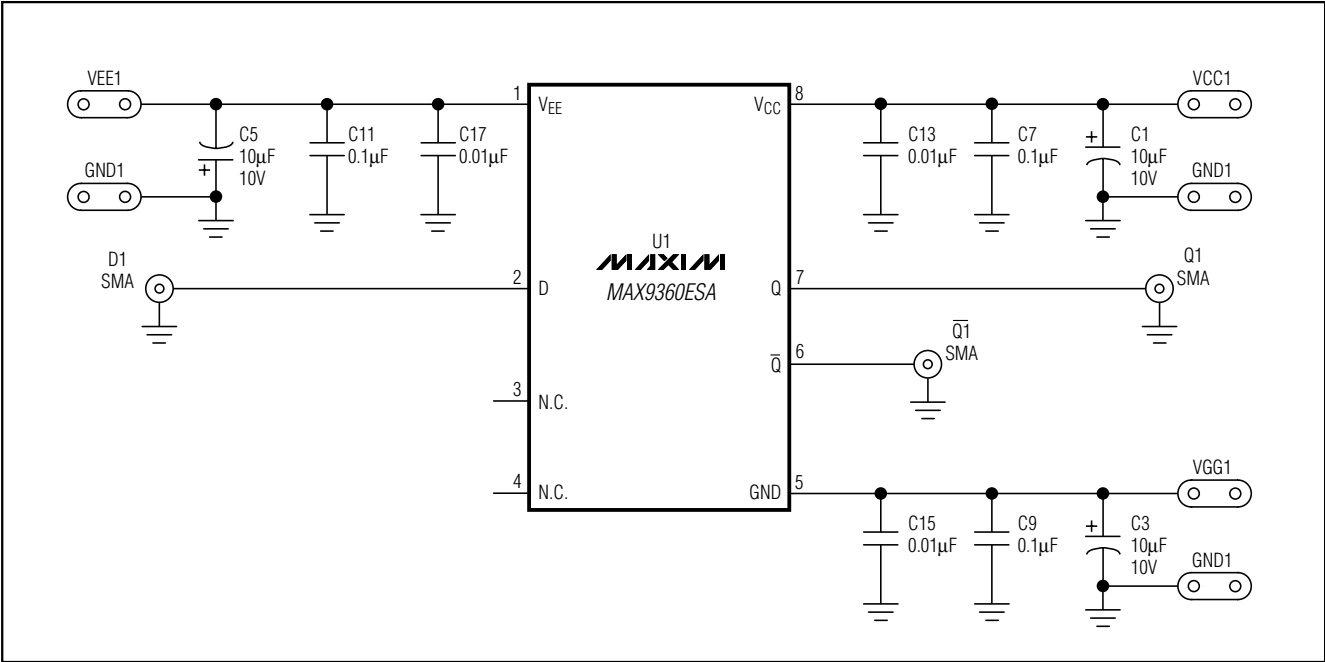 VEE1
C5
10µF
10V
+
C11
0.1µF
C17
0.01µF
GND1
D1
SMA
1
VEE
2
D
3
N.C.
4
N.C.
U1
MAXIM
MAX9360ESA
8
VCC
7
Q
6
Q̅
5
GND
C13
0.01µF
C7
0.1µF
+
C1
10µF
10V
VCC1
GND1
Q1
SMA
Q̅1
SMA
C15
0.01µF
C9
0.1µF
+
C3
10µF
10V
VGG1
GND1